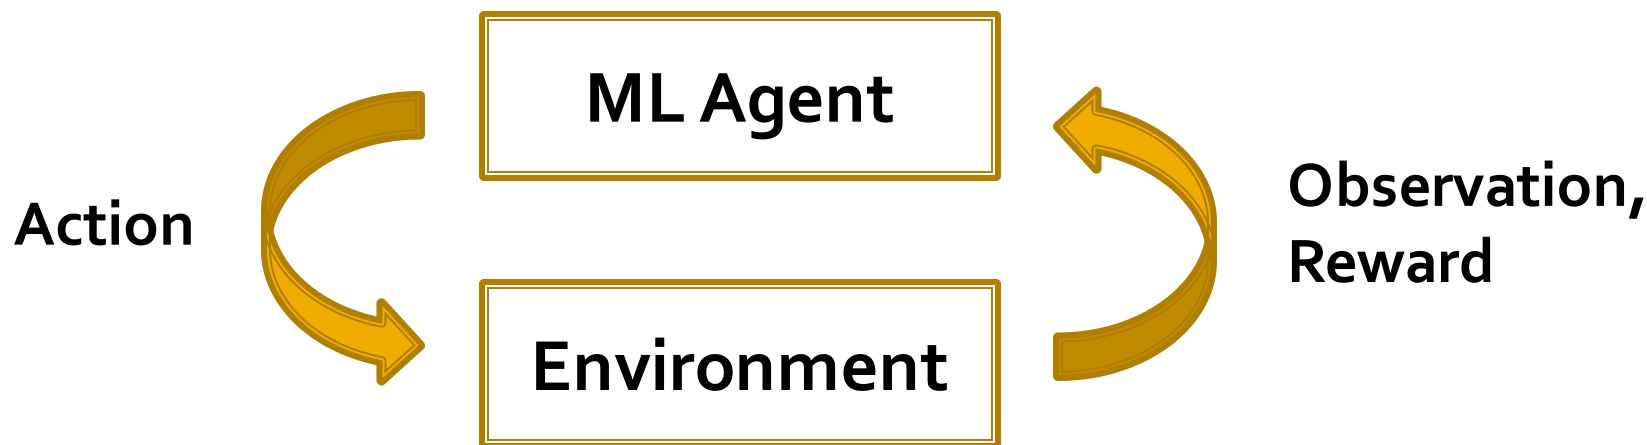 ML Agent
Action
Observation,
Reward
Environment